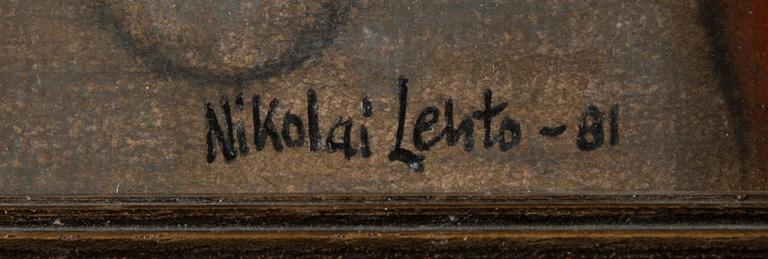 Nikolai Lehto - 81